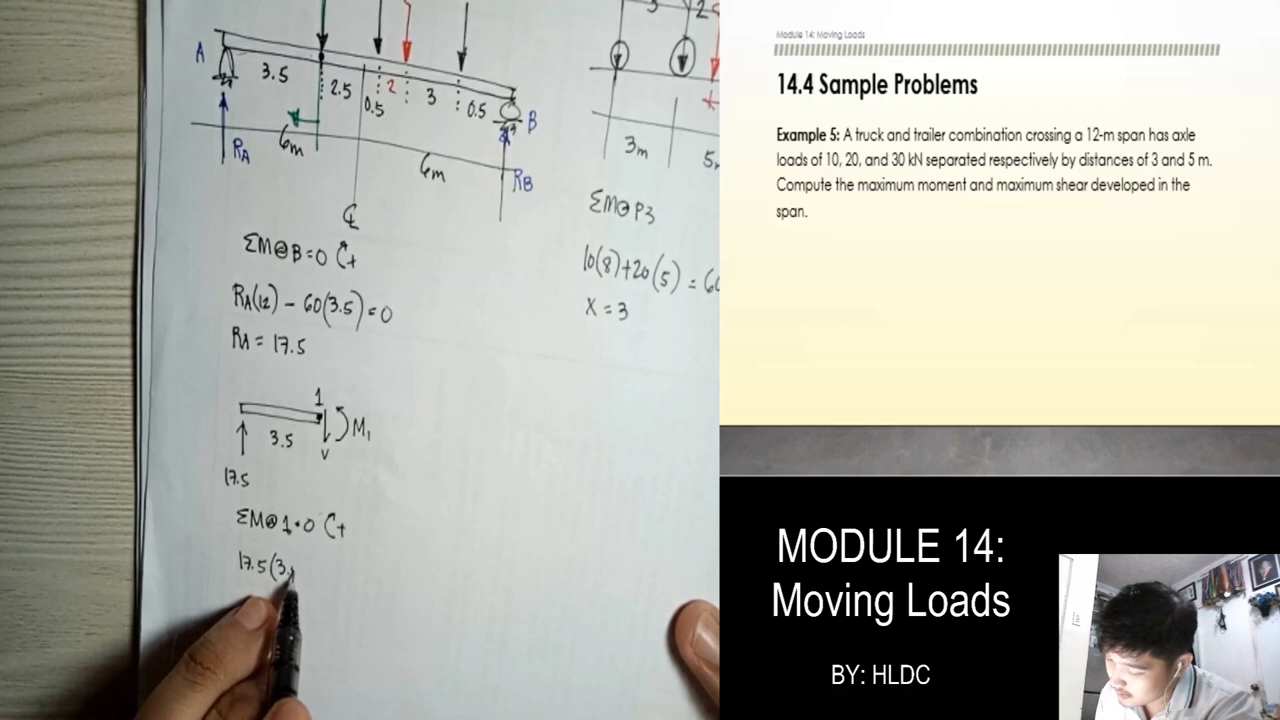 A
3.5
2.5
0.5
2
3
0.5
B
6m
6m
RA
RB
℄
ΣM@B=0 +
RA(12) - 60(3.5)=0
RA = 17.5
1
M1
3.5
V
17.5
ΣM@1=0 +
17.5(3.
3
2
3m
5
ΣM@P3
10(8)+20(5) = 60
x = 3
Module 14: Moving Loads
14.4 Sample Problems
Example 5: A truck and trailer combination crossing a 12-m span has axle
loads of 10, 20, and 30 kN separated respectively by distances of 3 and 5 m.
Compute the maximum moment and maximum shear developed in the
span.
MODULE 14:
Moving Loads
BY: HLDC